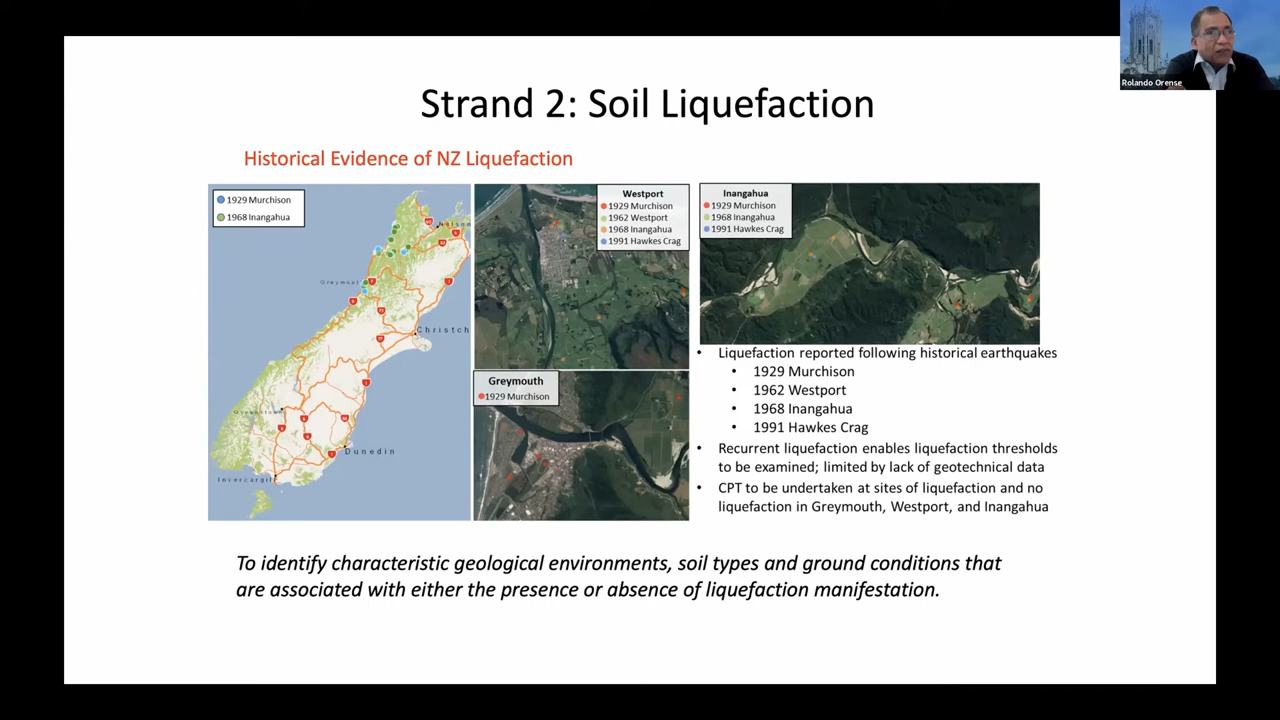 Rolando Orense
Strand 2: Soil Liquefaction
Historical Evidence of NZ Liquefaction
1929 Murchison
1968 Inangahua
Nelson
Greymouth
Christch
Queenstown
Dunedin
Invercargill
Westport
1929 Murchison
1962 Westport
1968 Inangahua
1991 Hawkes Crag
Greymouth
1929 Murchison
Inangahua
1929 Murchison
1968 Inangahua
1991 Hawkes Crag
• Liquefaction reported following historical earthquakes
• 1929 Murchison
• 1962 Westport
• 1968 Inangahua
• 1991 Hawkes Crag
• Recurrent liquefaction enables liquefaction thresholds
to be examined; limited by lack of geotechnical data
• CPT to be undertaken at sites of liquefaction and no
liquefaction in Greymouth, Westport, and Inangahua
To identify characteristic geological environments, soil types and ground conditions that
are associated with either the presence or absence of liquefaction manifestation.